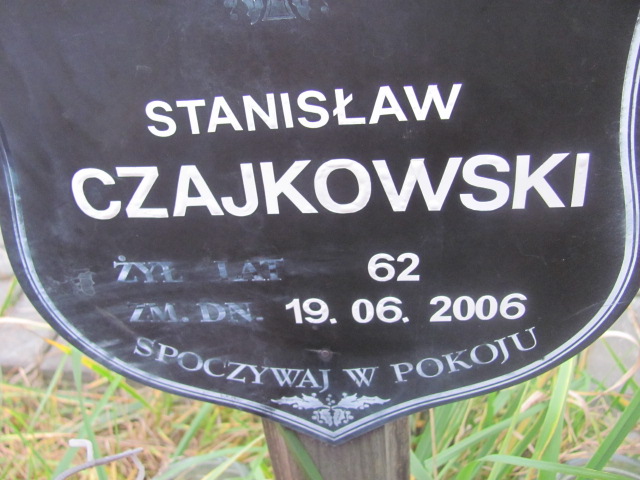 STANISŁAW
CZAJKOWSKI
ŻYŁ LAT 62
ZM. DN. 19. 06. 2006
SPOCZYWAJ W POKOJU